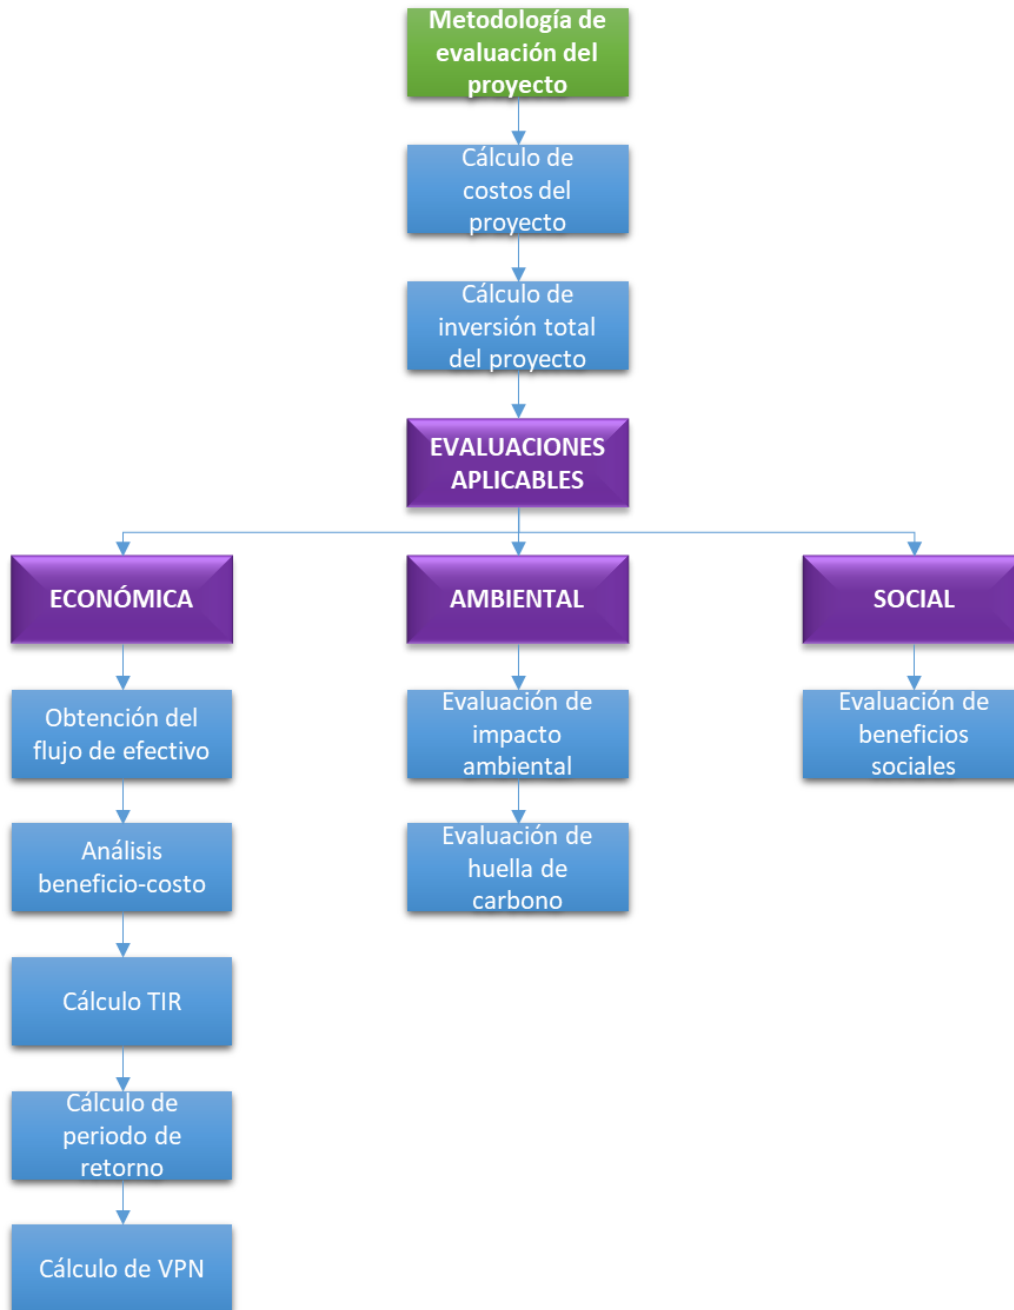 Metodología de
evaluación del
proyecto
Cálculo de
costos del
proyecto
Cálculo de
inversión total
del proyecto
EVALUACIONES
APLICABLES
ECONÓMICA
AMBIENTAL
SOCIAL
Obtención del
flujo de efectivo
Evaluación de
impacto
ambiental
Evaluación de
beneficios
sociales
Análisis
beneficio-costo
Evaluación de
huella de
carbono
Cálculo TIR
Cálculo de
periodo de
retorno
Cálculo de VPN